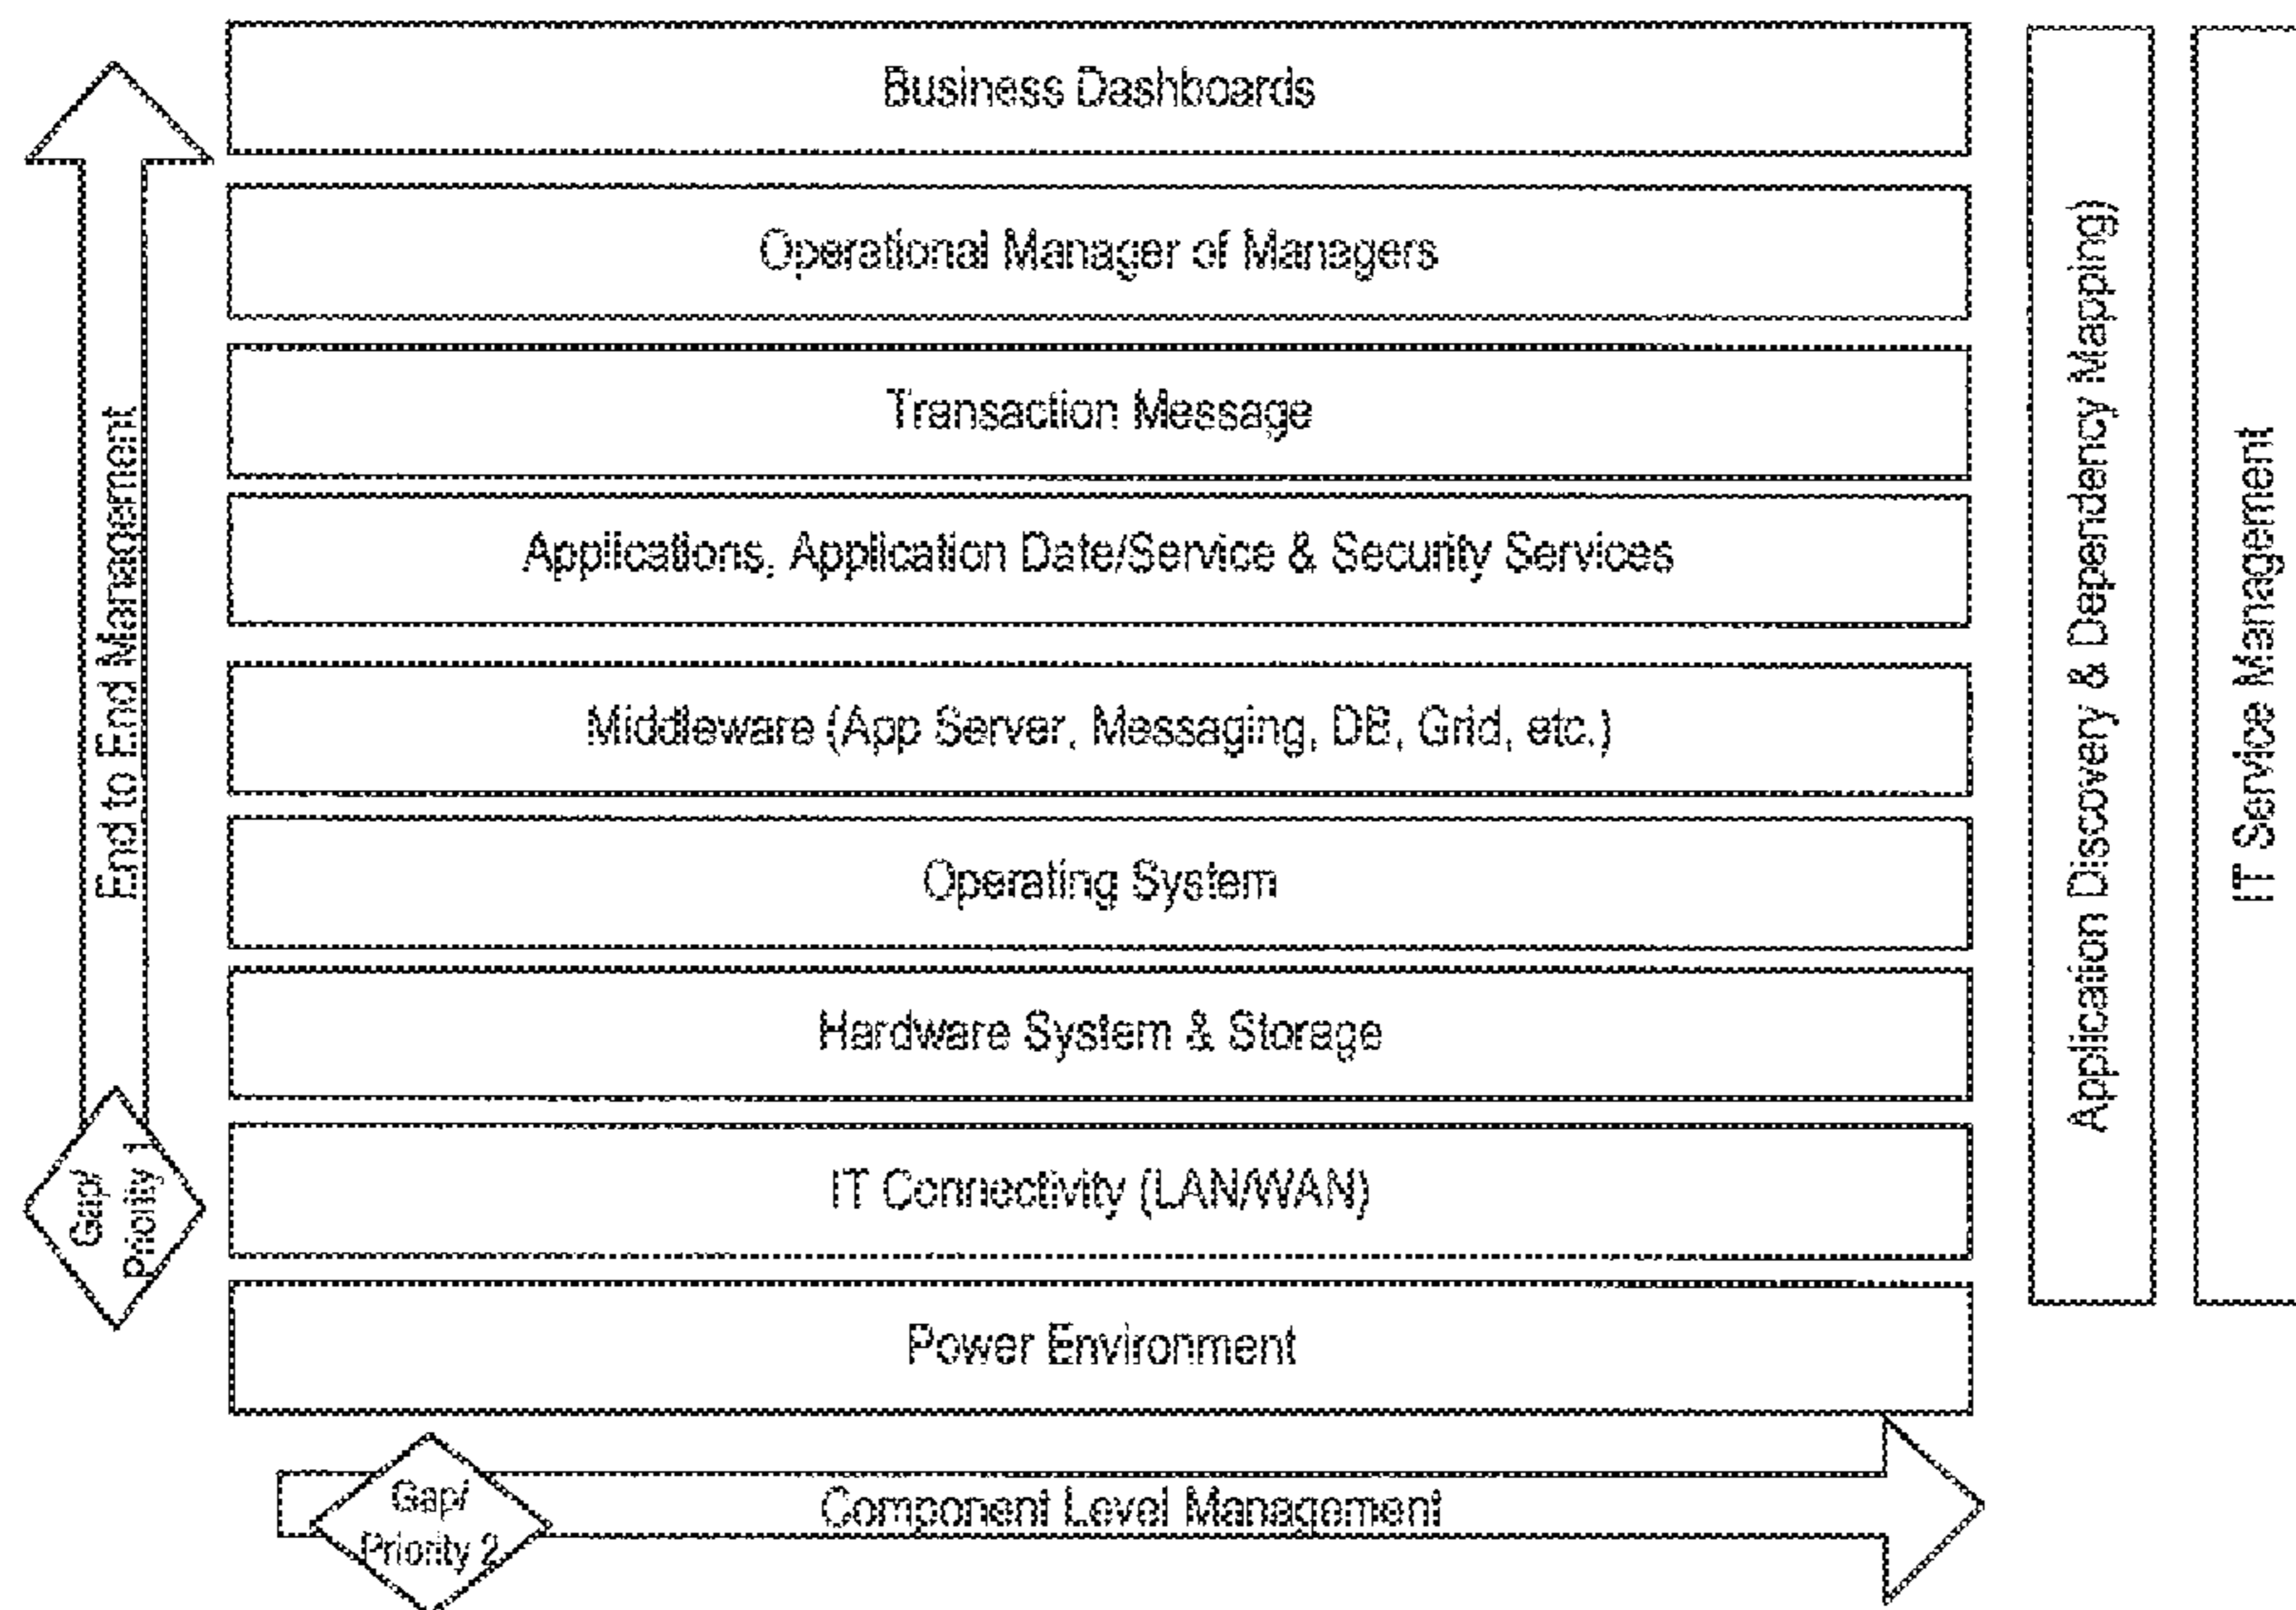 Business Dashboards
Operational Manager of Managers
Transaction Message
Applications, Application Date/Service & Security Services
Middleware (App Server, Messaging, DB, Grid, etc.)
Operating System
Hardware System & Storage
IT Connectivity (LAN/WAN)
Power Environment
End to End Management
Gap/
Priority 1
Gap/
Priority 2
Component Level Management
Application Discovery & Dependency Mapping)
IT Service Management